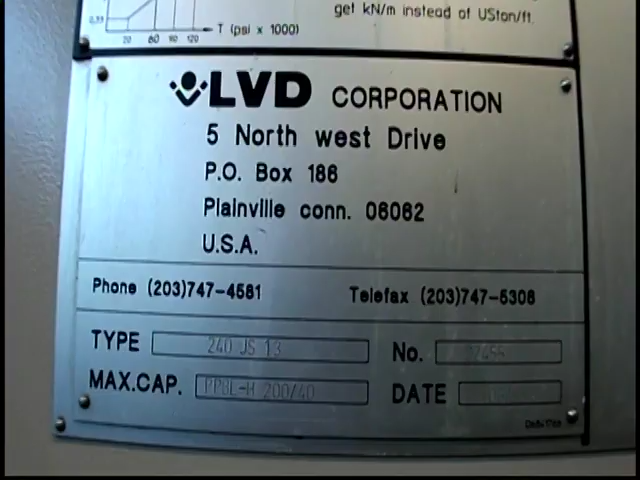 get kN/m instead of USton/ft.
20 60 90 120 T (psi x 1000)
LVD CORPORATION
5 North west Drive
P.O. Box 186
Plainville conn. 06062
U.S.A.
Phone (203)747-4581 Telefax (203)747-5306
TYPE 240 JS 13 No.
MAX.CAP. PPBL-H 200/40 DATE